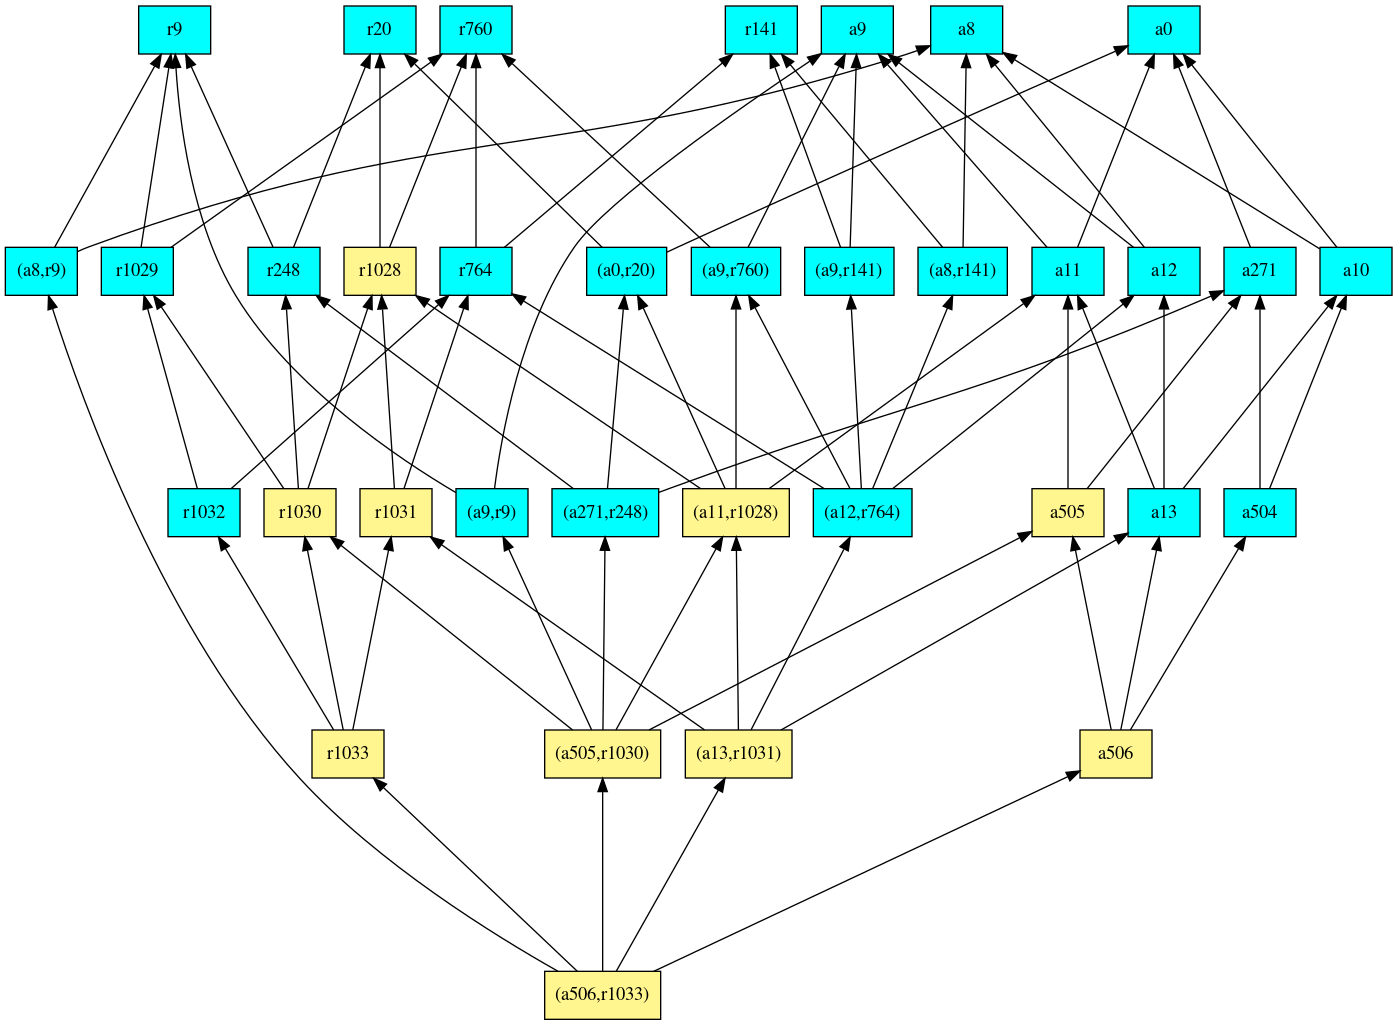 r9 r20 r760 r141 a9 a8 a0
(a8,r9) r1029 r248 r1028 r764 (a0,r20) (a9,r760) (a9,r141) (a8,r141) a11 a12 a271 a10
r1032 r1030 r1031 (a9,r9) (a271,r248) (a11,r1028) (a12,r764) a505 a13 a504
r1033 (a505,r1030) (a13,r1031) a506
(a506,r1033)